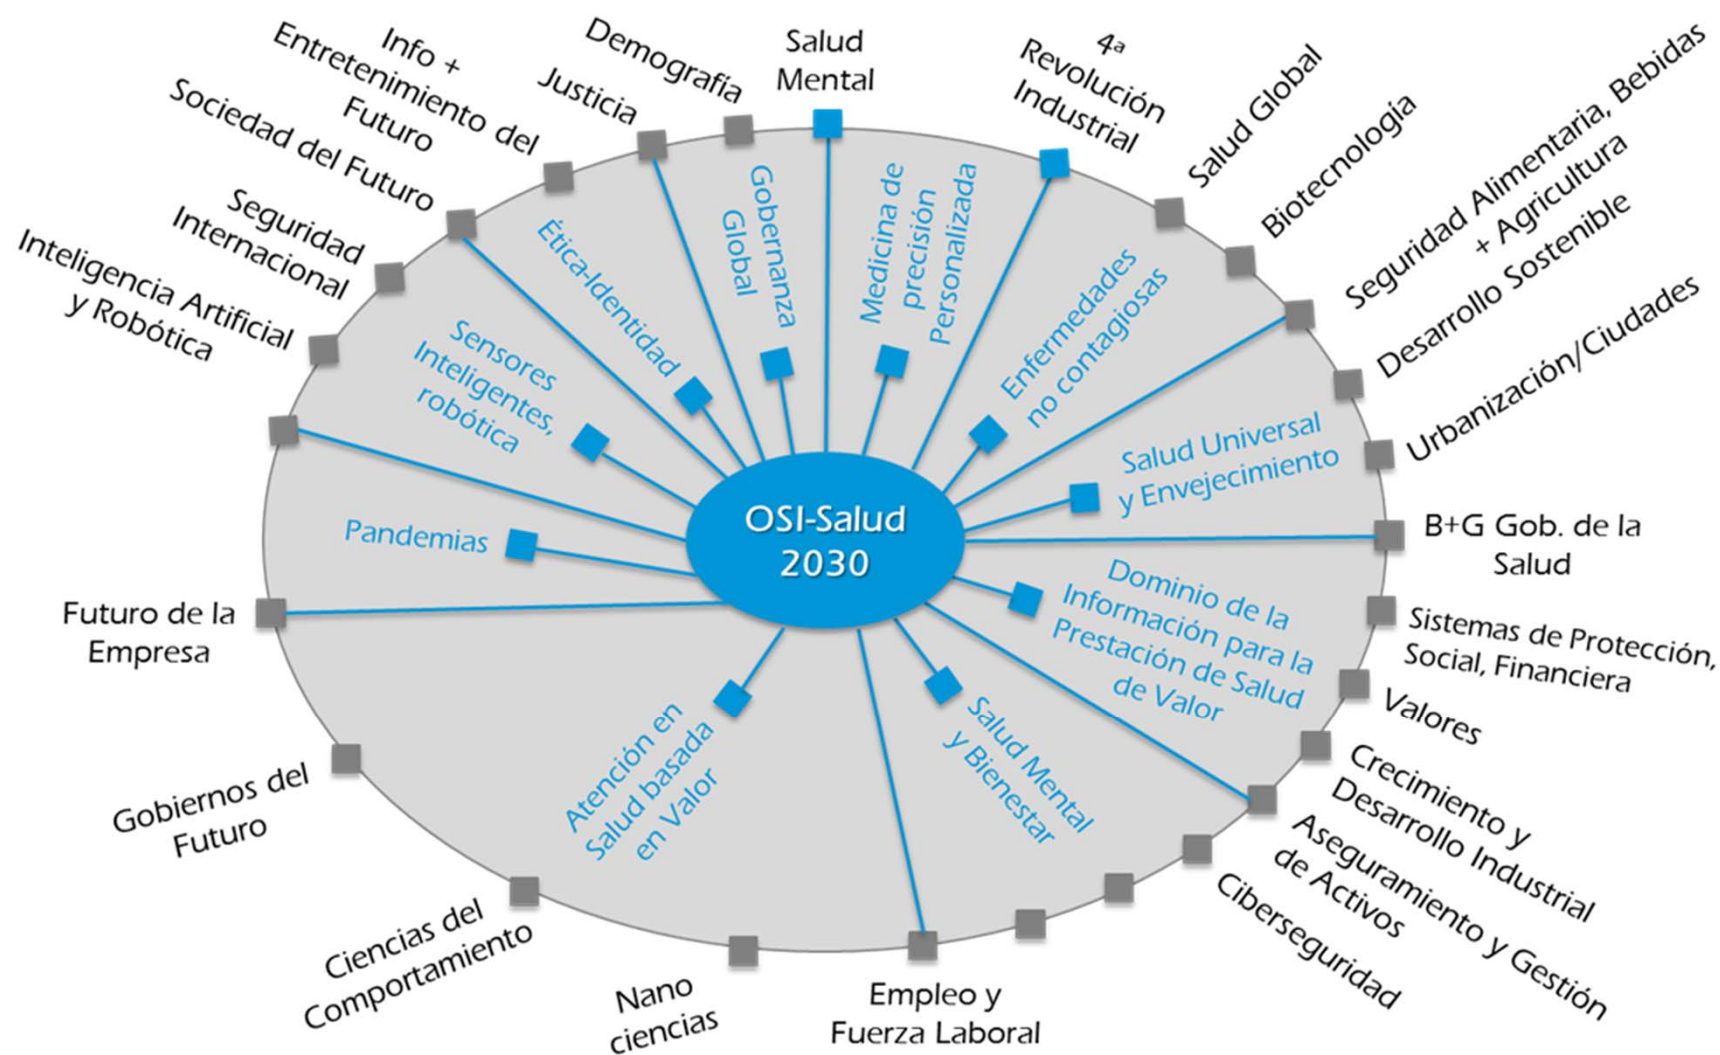 Salud
Mental
4ª
Revolución
Industrial
Salud Global
Biotecnología
Seguridad Alimentaria, Bebidas
+ Agricultura
Desarrollo Sostenible
Urbanización/Ciudades
B+G Gob. de la
Salud
Sistemas de Protección,
Social, Financiera
Valores
Crecimiento y
Desarrollo Industrial
Aseguramiento y Gestión
de Activos
Ciberseguridad
Empleo y
Fuerza Laboral
Nano
ciencias
Ciencias del
Comportamiento
Gobiernos del
Futuro
Futuro de la
Empresa
Inteligencia Artificial
y Robótica
Seguridad
Internacional
Sociedad del Futuro
Info +
Entretenimiento del
Futuro
Justicia
Demografía
Gobernanza
Global
Medicina de
precisión
Personalizada
Enfermedades
no contagiosas
Salud Universal
y Envejecimiento
Dominio de la
Información para la
Prestación de Salud
de Valor
Salud Mental
y Bienestar
Atención en
Salud basada
en Valor
Pandemias
Sensores
Inteligentes,
robótica
Ética-Identidad
OSI-Salud
2030